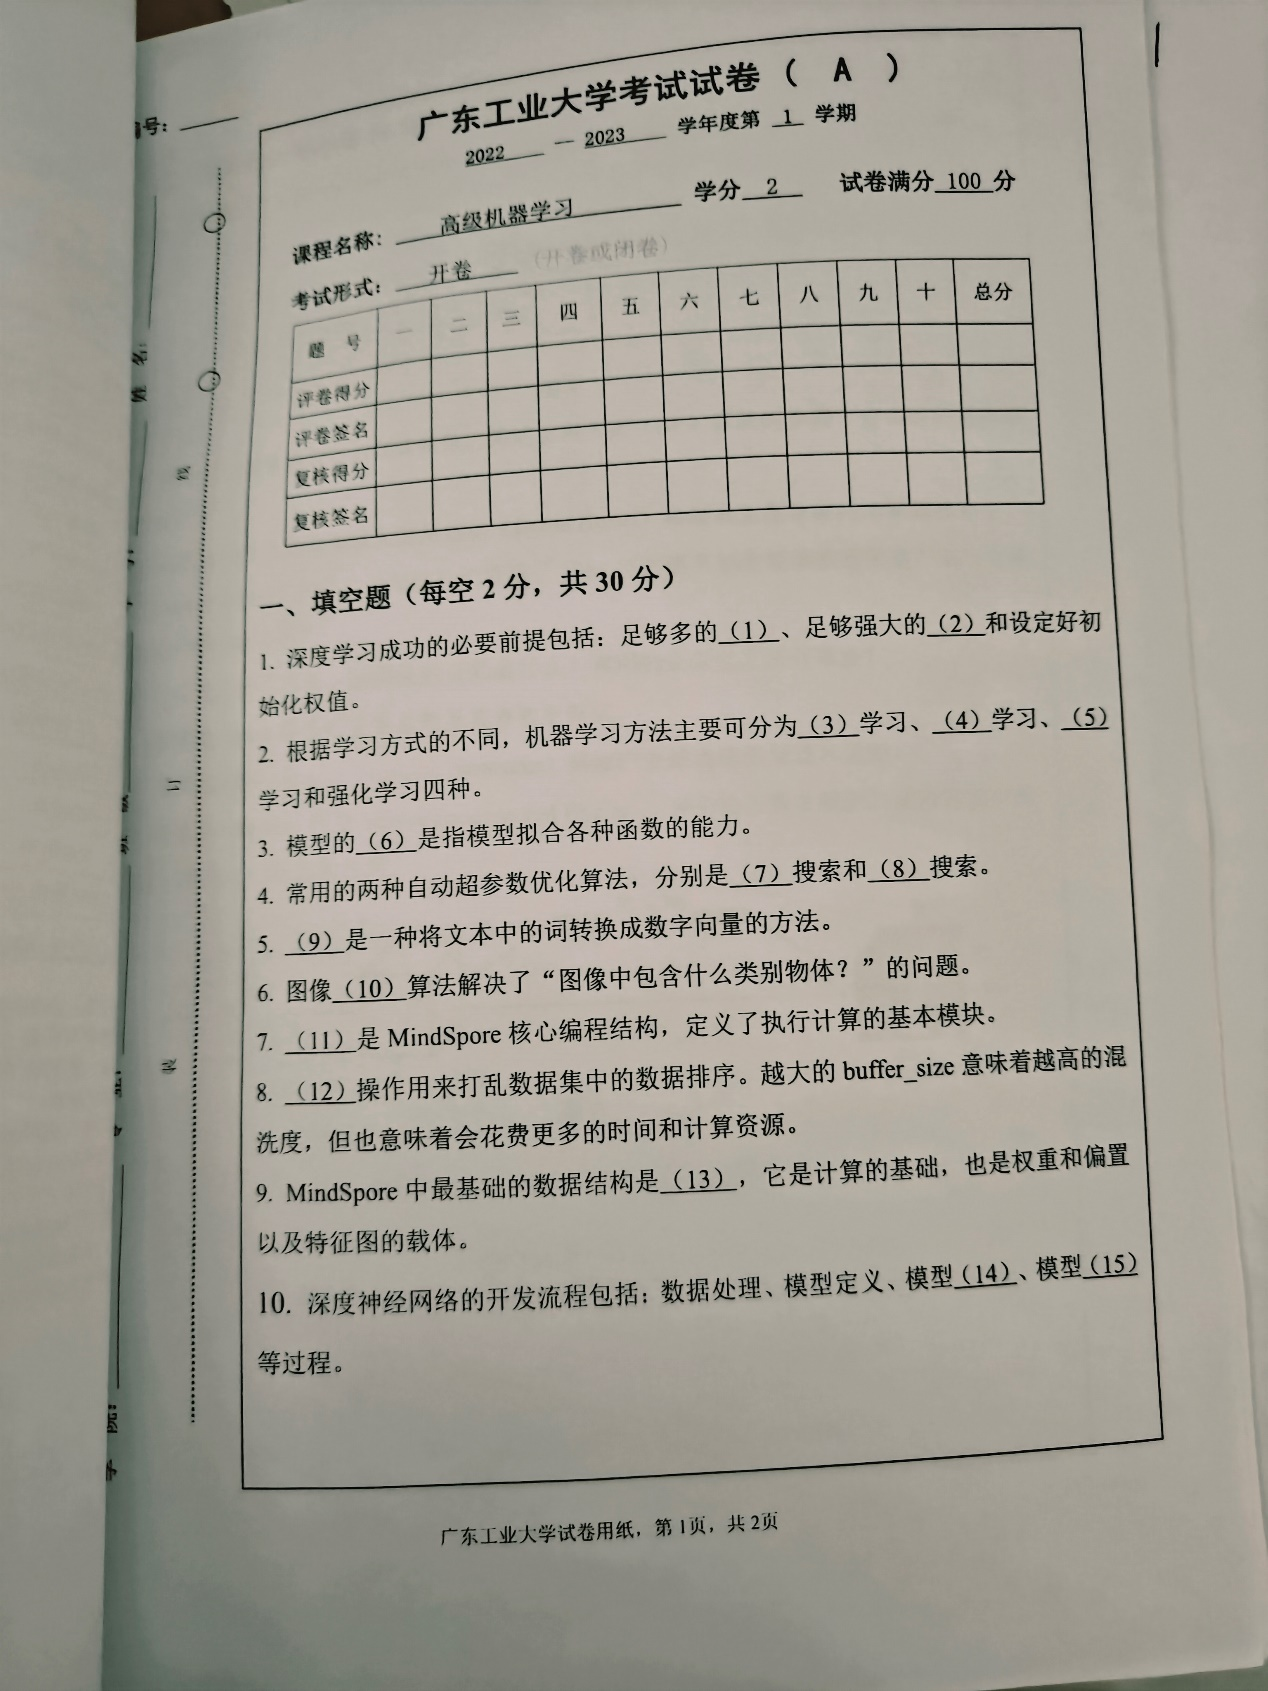 广东工业大学考试试卷（ A ）
2022 — 2023 学年度第 1 学期
课程名称： 高级机器学习 学分 2 试卷满分 100 分
考试形式： 开卷 （开卷或闭卷）
题 号 一 二 三 四 五 六 七 八 九 十 总分
评卷得分
评卷签名
复核得分
复核签名
一、填空题（每空 2 分，共 30 分）
1. 深度学习成功的必要前提包括：足够多的（1）、足够强大的（2）和设定好初
始化权值。
2. 根据学习方式的不同，机器学习方法主要可分为（3）学习、（4）学习、（5）
学习和强化学习四种。
3. 模型的（6）是指模型拟合各种函数的能力。
4. 常用的两种自动超参数优化算法，分别是（7）搜索和（8）搜索。
5. （9）是一种将文本中的词转换成数字向量的方法。
6. 图像（10）算法解决了“图像中包含什么类别物体？”的问题。
7. （11）是 MindSpore 核心编程结构，定义了执行计算的基本模块。
8. （12）操作用来打乱数据集中的数据排序。越大的 buffer_size 意味着越高的混
洗度，但也意味着会花费更多的时间和计算资源。
9. MindSpore 中最基础的数据结构是（13），它是计算的基础，也是权重和偏置
以及特征图的载体。
10. 深度神经网络的开发流程包括：数据处理、模型定义、模型（14）、模型（15）
等过程。
广东工业大学试卷用纸，第 1页，共 2页
号：
姓 名：
线
订
装
学 院：